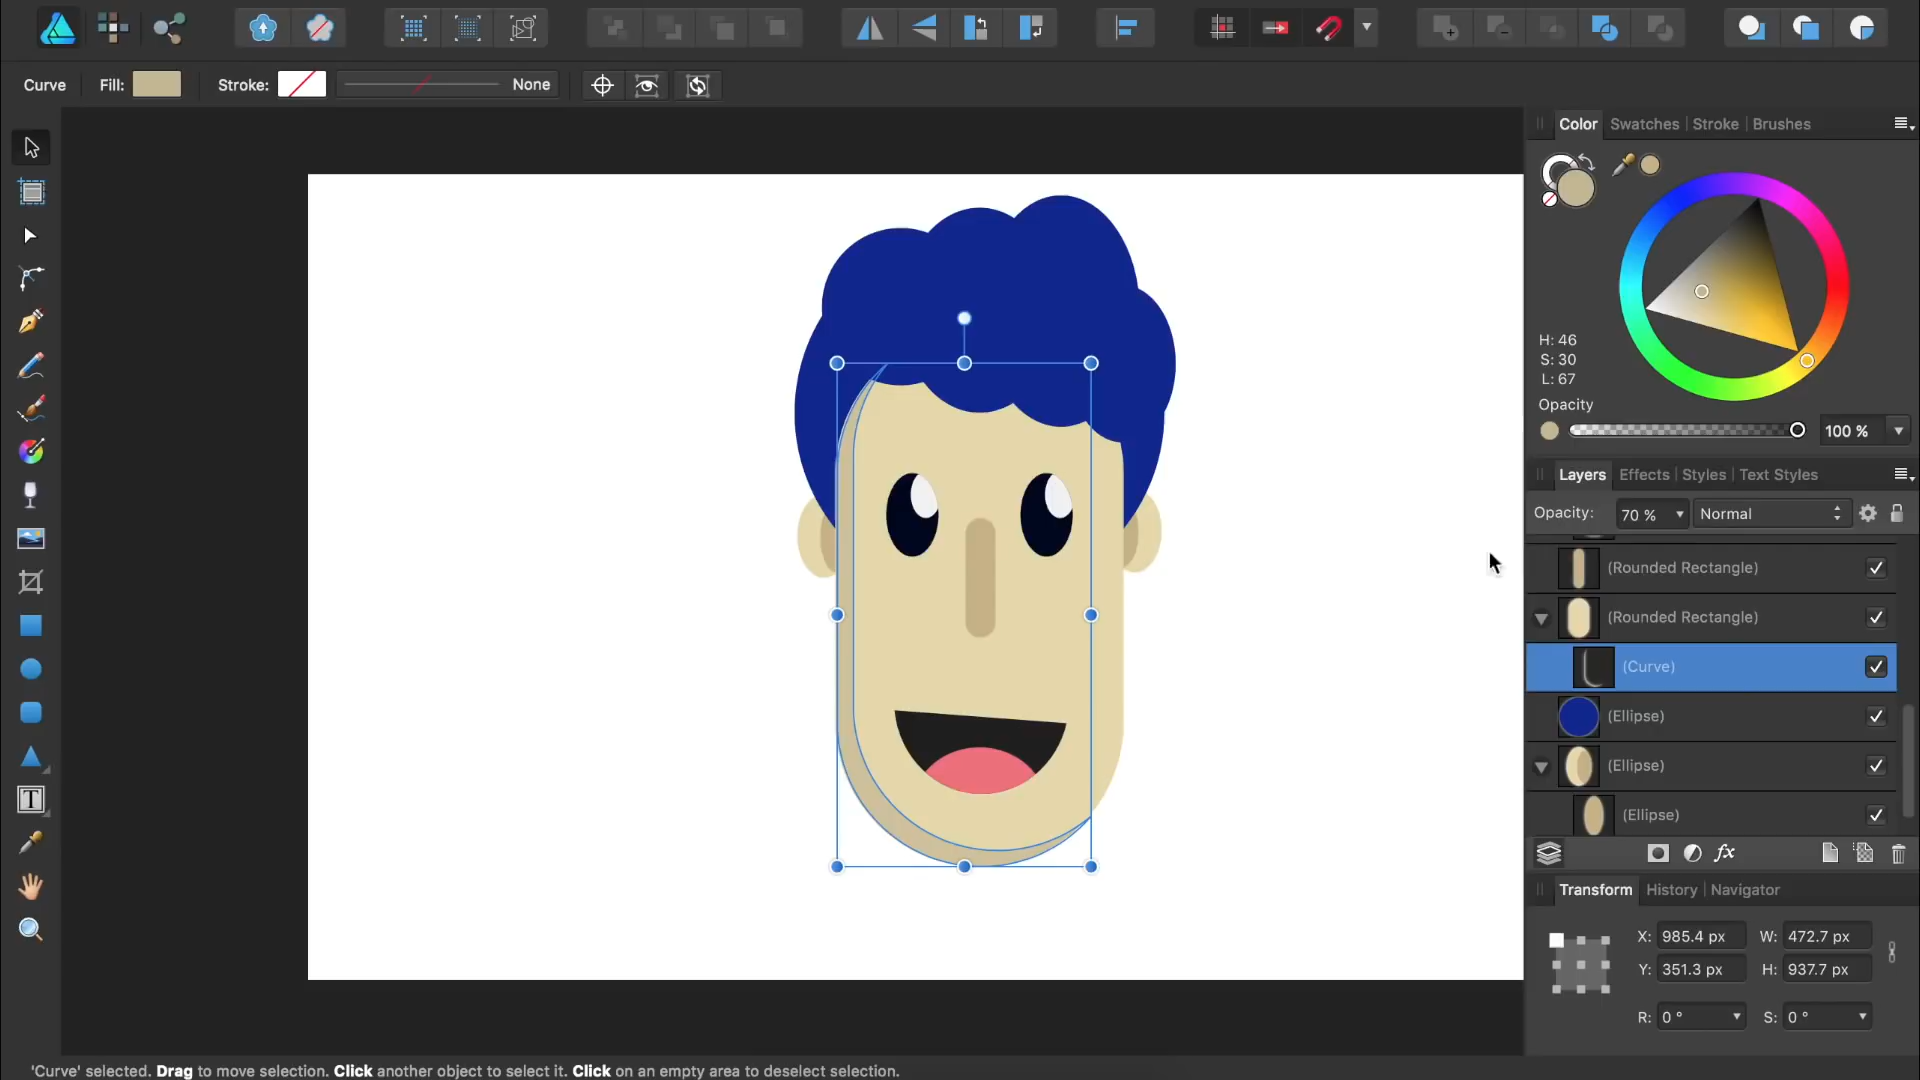 Curve Fill: Stroke: None
Color Swatches Stroke Brushes
H: 46
S: 30
L: 67
Opacity
100 %
Layers Effects Styles Text Styles
Opacity: 70 % Normal
(Rounded Rectangle)
(Rounded Rectangle)
(Curve)
(Ellipse)
(Ellipse)
(Ellipse)
fx
Transform History Navigator
X: 985.4 px W: 472.7 px
Y: 351.3 px H: 937.7 px
R: 0 ° S: 0 °
T
'Curve' selected. Drag to move selection. Click another object to select it. Click on an empty area to deselect selection.